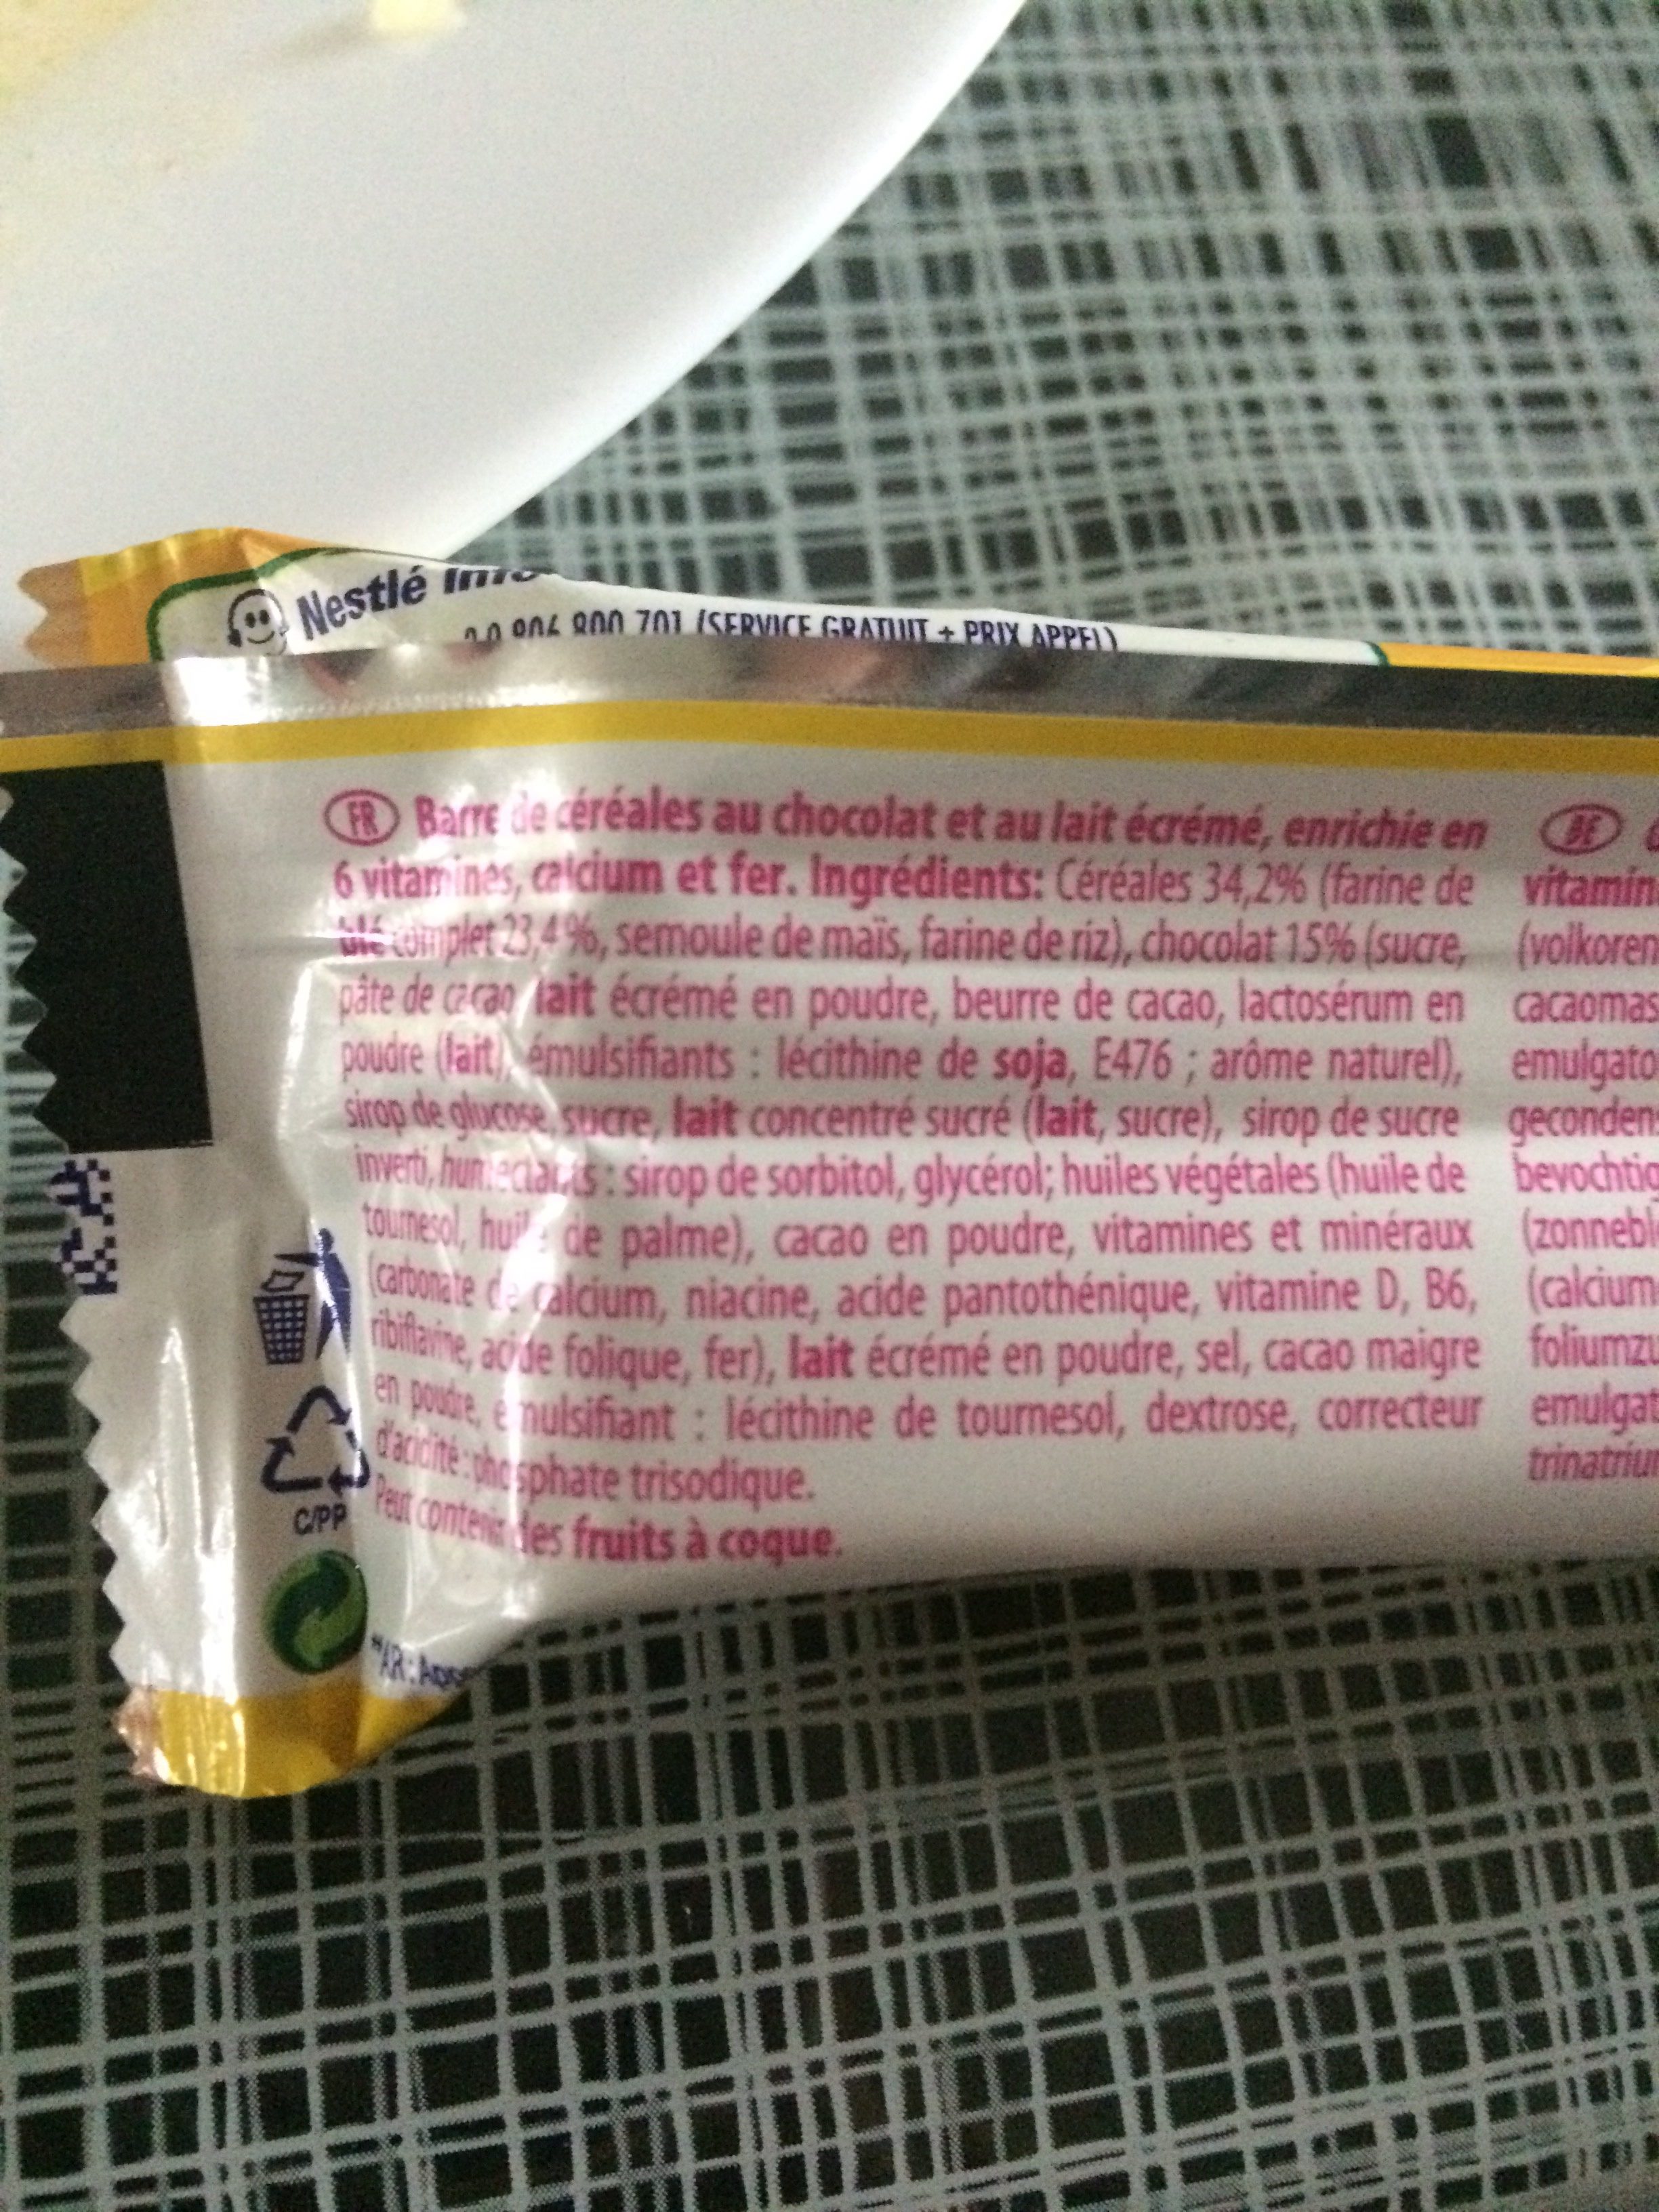 Nestlé
0 806 800 701 (SERVICE GRATUIT + PRIX APPEL)
FR Barre de céréales au chocolat et au lait écrémé, enrichie en
6 vitamines, calcium et fer. Ingrédients: Céréales 34,2% (farine de
blé complet 23,4%, semoule de maïs, farine de riz), chocolat 15% (sucre,
pâte de cacao, lait écrémé en poudre, beurre de cacao, lactosérum en
poudre (lait), émulsifiants : lécithine de soja, E476 ; arôme naturel),
sirop de glucose, sucre, lait concentré sucré (lait, sucre), sirop de sucre
inverti, humectants : sirop de sorbitol, glycérol; huiles végétales (huile de
tournesol, huile de palme), cacao en poudre, vitamines et minéraux
(carbonate de calcium, niacine, acide pantothénique, vitamine D, B6,
ribiflavine, acide folique, fer), lait écrémé en poudre, sel, cacao maigre
en poudre, émulsifiant : lécithine de tournesol, dextrose, correcteur
d'acidité : phosphate trisodique.
Peut contenir des fruits à coque.
BE
vitamin
(volkoren
cacaomas
emulgato
gecondens
bevochtig
(zonnebl
(calcium
foliumzu
emulgat
trinatriu
C/PP
*AR :